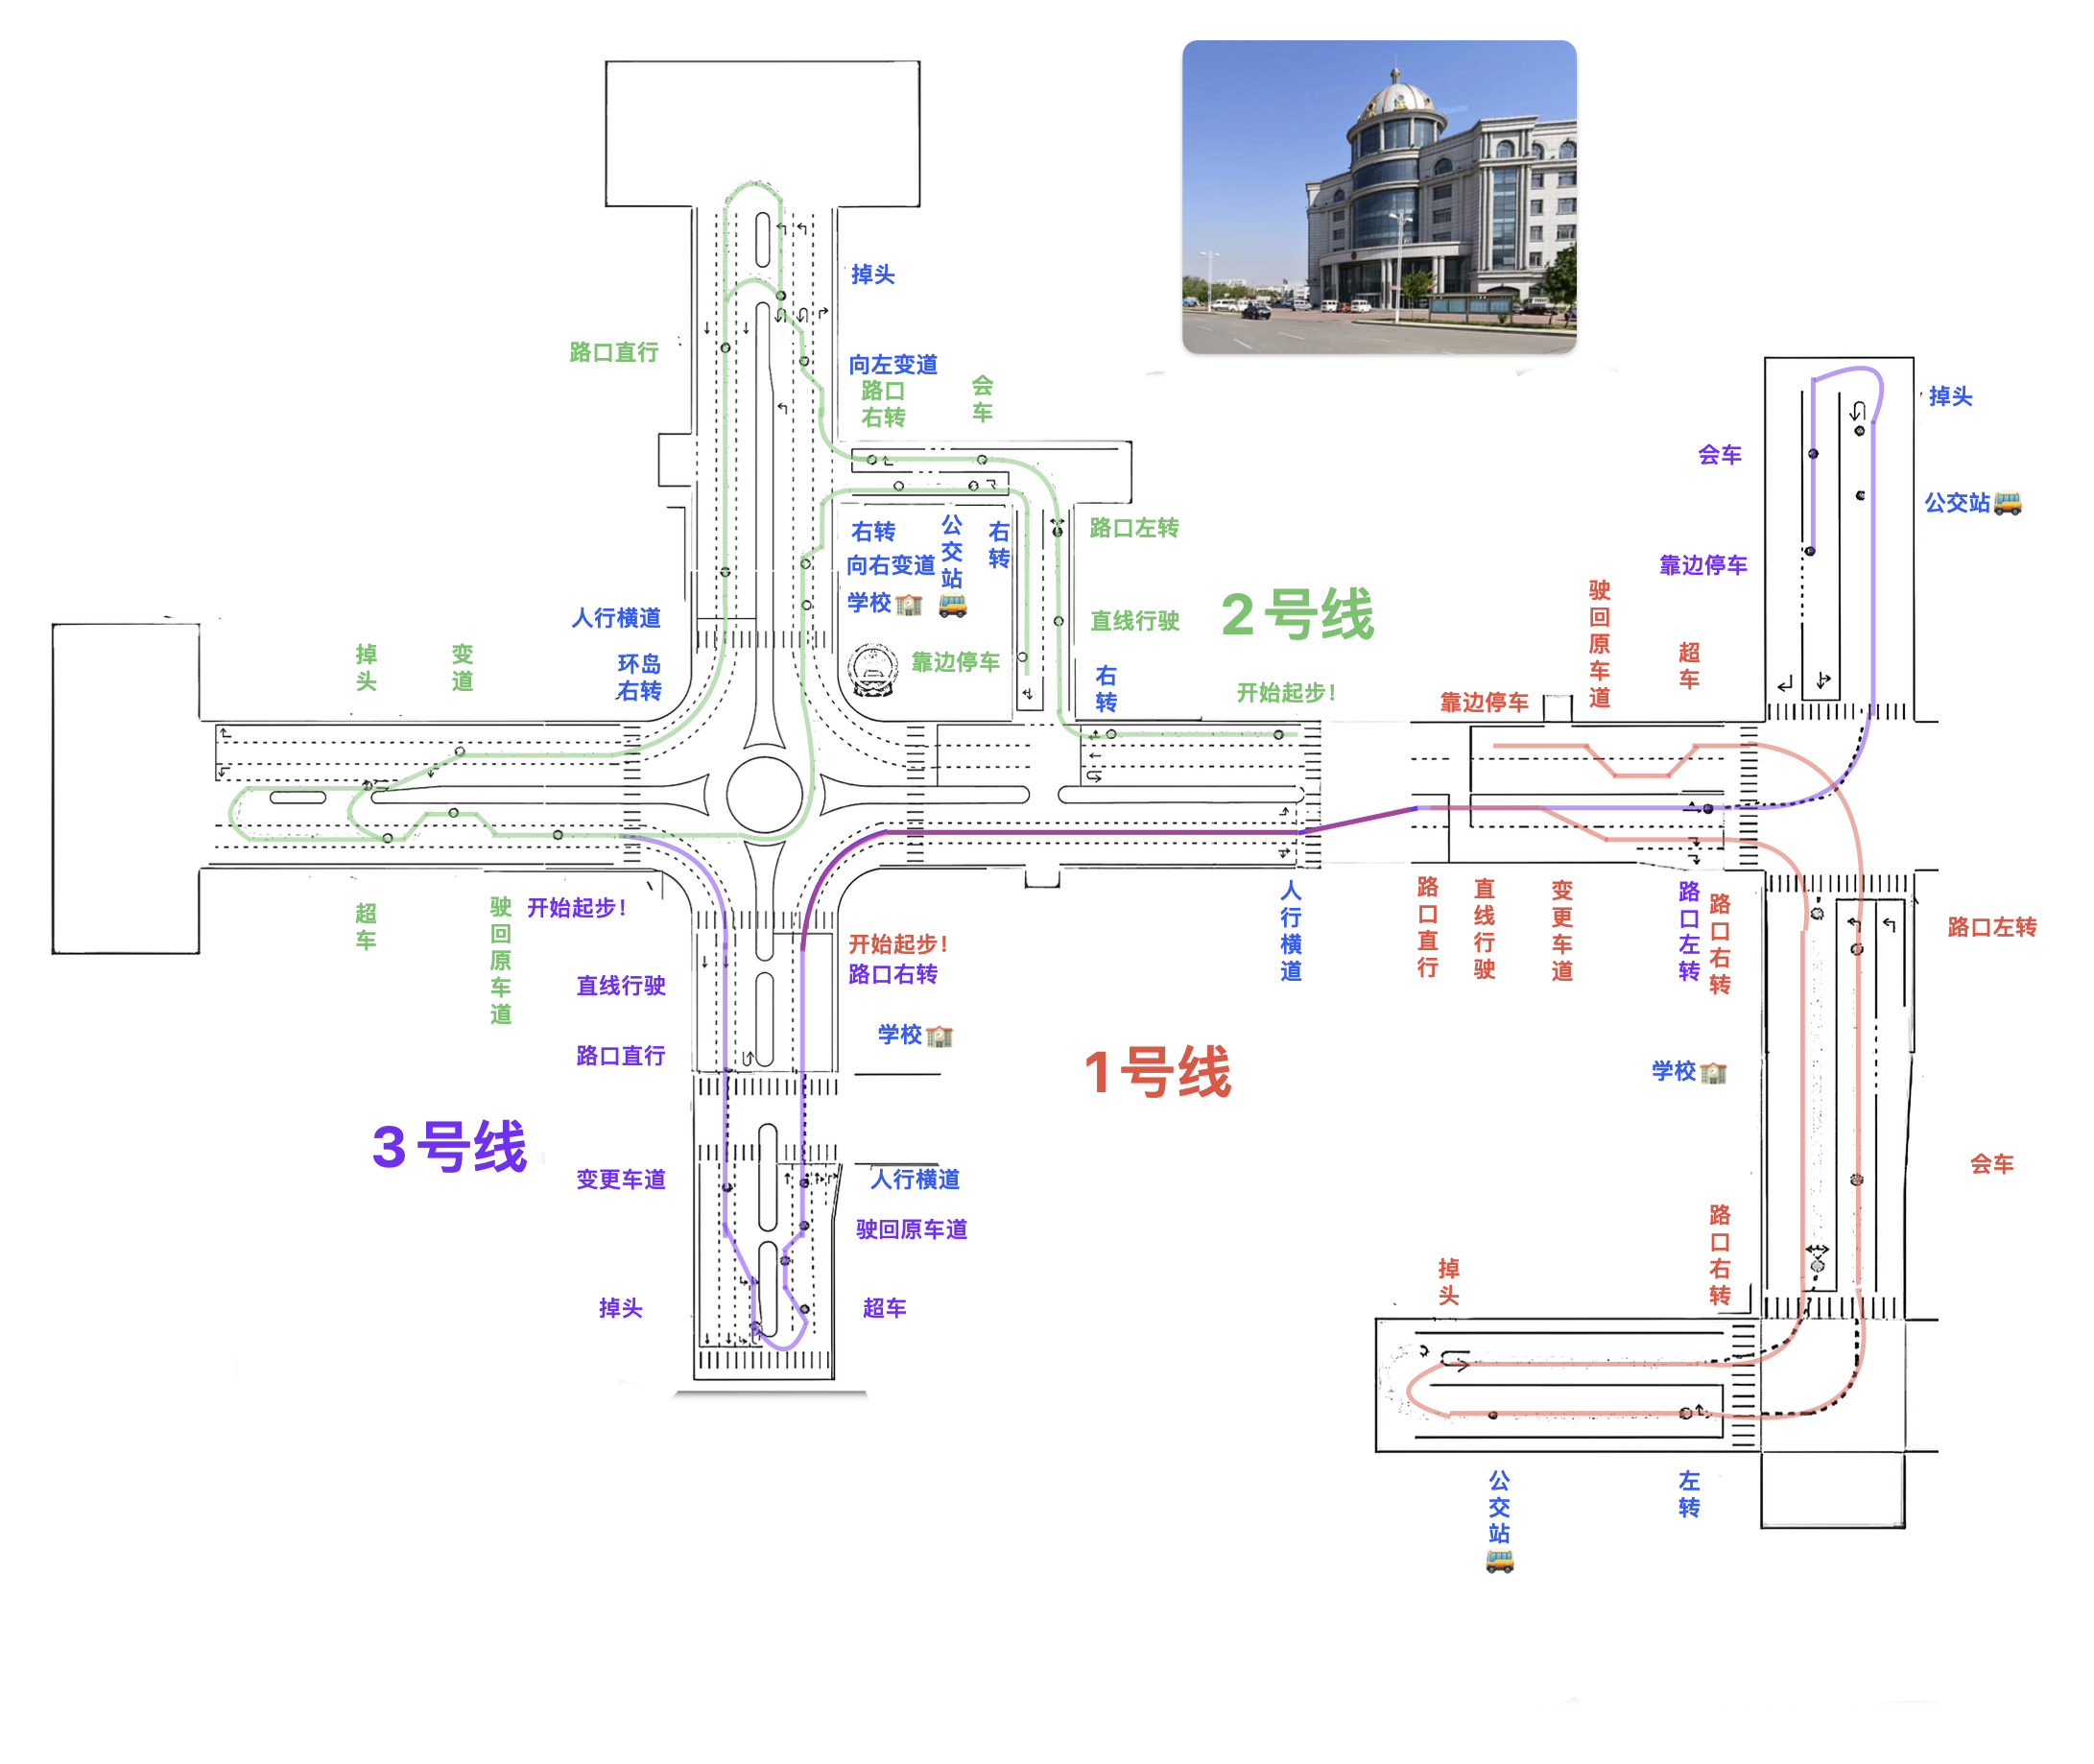 掉头
路口直行
向左变道
路口
右转
会车
掉头
会车
公交站🚌
右转
公交站
🚌
右转
路口左转
向右变道
靠边停车
学校🏫
驶回原车道
人行横道
2号线
直线行驶
超车
掉头
变道
环岛
右转
靠边停车
右转
开始起步！
靠边停车
超车
驶回原车道
开始起步！
人行横道
路口直行
直线行驶
变更车道
路口左转
路口右转
路口左转
开始起步！
路口右转
直线行驶
学校🏫
路口直行
1号线
学校🏫
3号线
变更车道
人行横道
会车
驶回原车道
路口右转
掉头
掉头
超车
公交站
🚌
左转